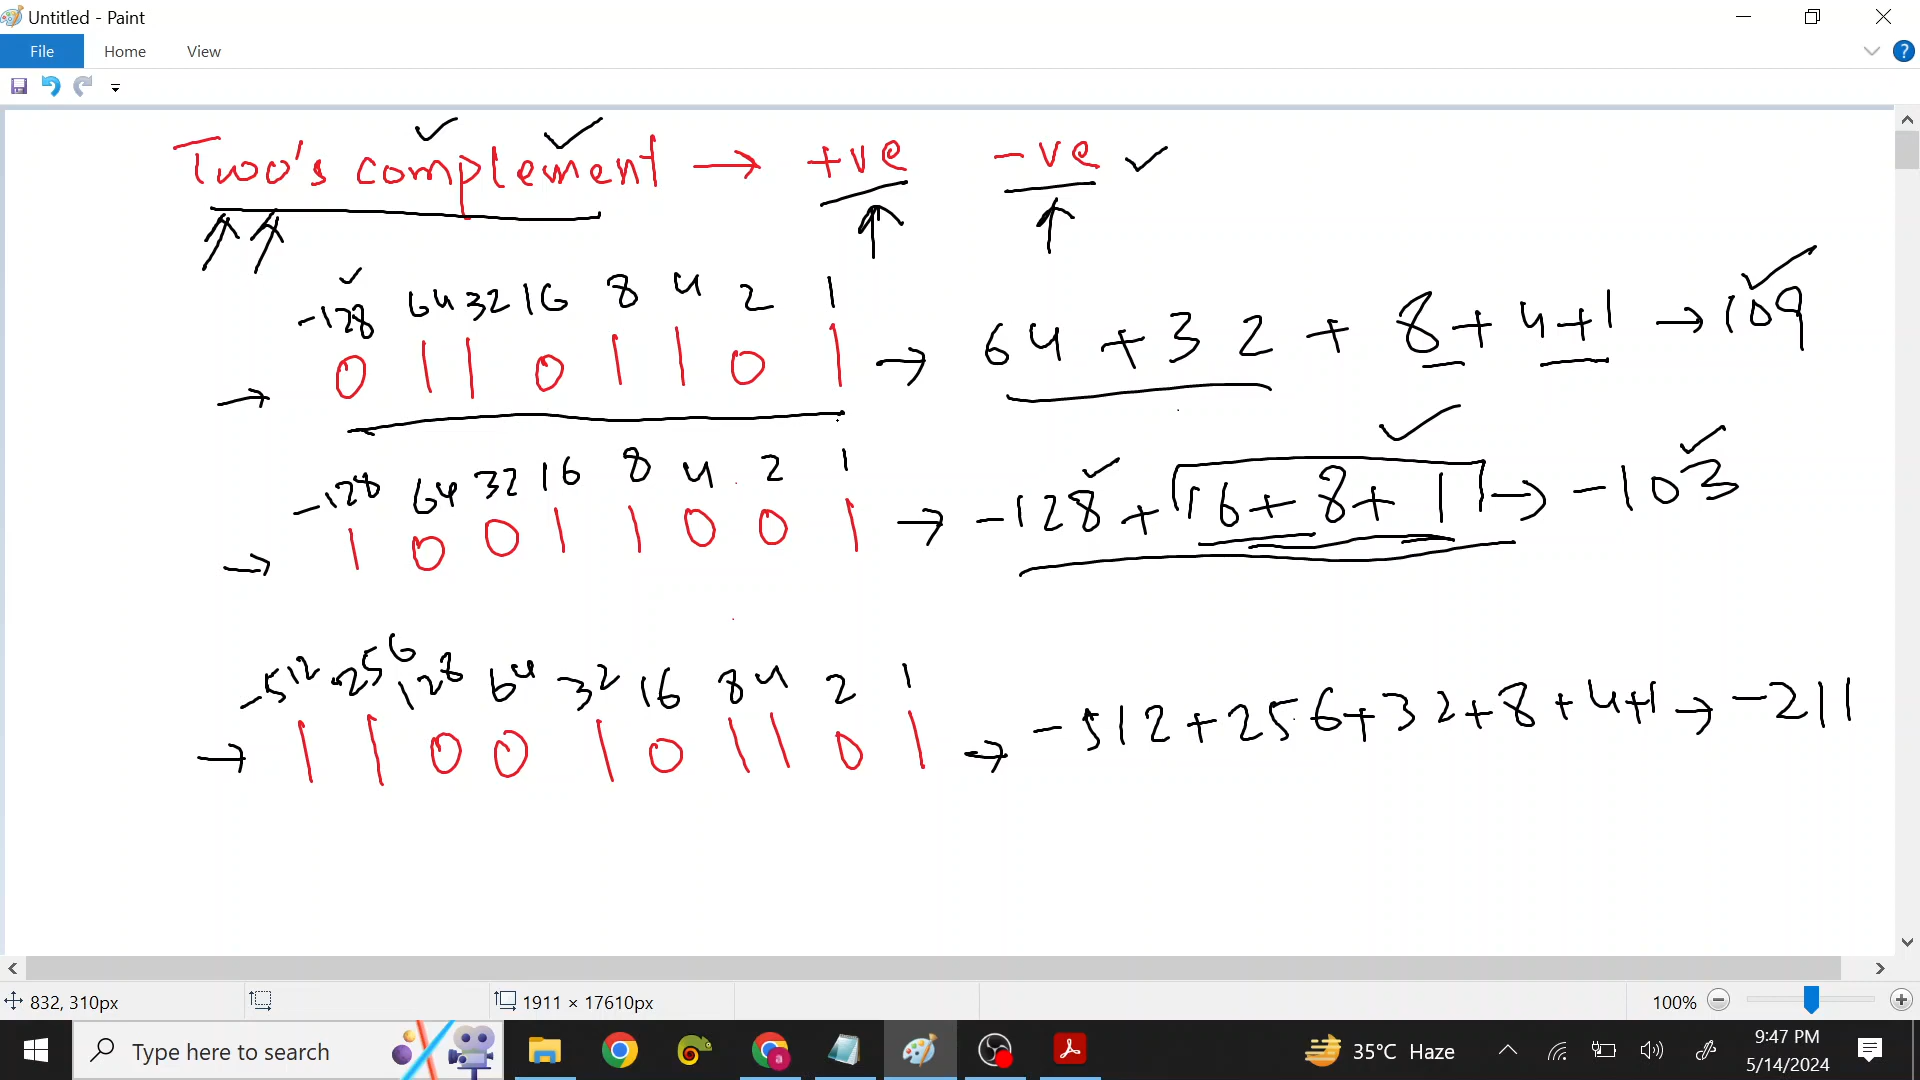 Untitled - Paint
File Home View
Two's complement → +ve -ve ✓
-128 64 32 16 8 4 2 1
→ 0 1 1 0 1 1 0 1 → 64 + 32 + 8 + 4 + 1 → 109
-128 64 32 16 8 4 2 1
→ 1 0 0 1 1 0 0 1 → -128 + 16 + 8 + 1 → -103
-512 256 128 64 32 16 8 4 2 1
→ 1 1 0 0 1 0 1 1 0 1 → -512+256+32+8+4+1 → -211
832, 310px 1911 × 17610px 100%
Type here to search 35°C Haze 9:47 PM
5/14/2024